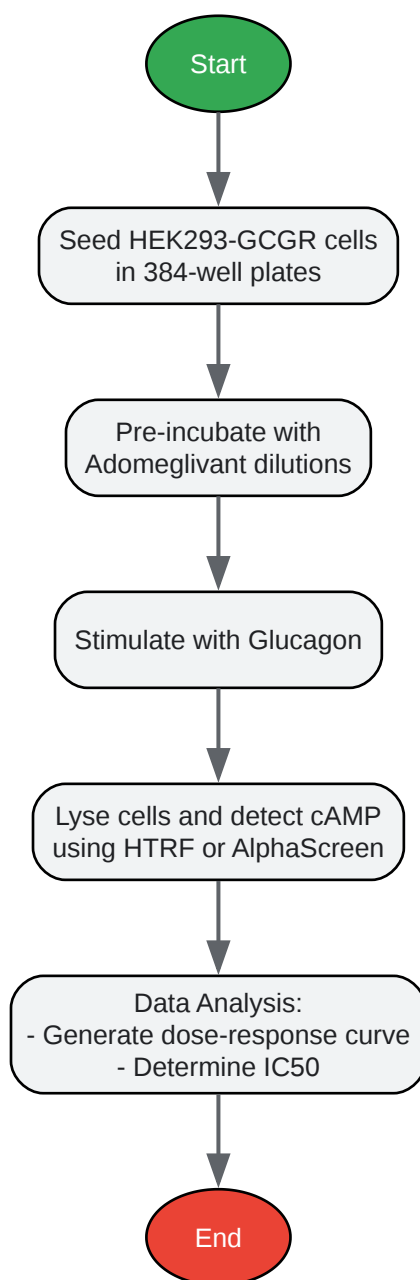 Start
Seed HEK293-GCGR cells
in 384-well plates
Pre-incubate with
Adomeglivant dilutions
Stimulate with Glucagon
Lyse cells and detect cAMP
using HTRF or AlphaScreen
Data Analysis:
- Generate dose-response curve
- Determine IC50
End